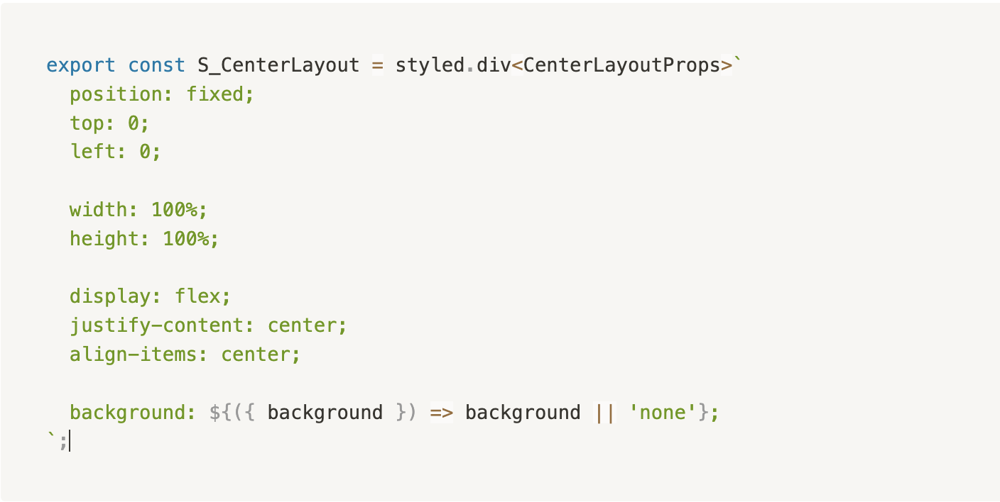 export const S_CenterLayout = styled.div<CenterLayoutProps>`
  position: fixed;
  top: 0;
  left: 0;

  width: 100%;
  height: 100%;

  display: flex;
  justify-content: center;
  align-items: center;

  background: ${({ background }) => background || 'none'};
`;